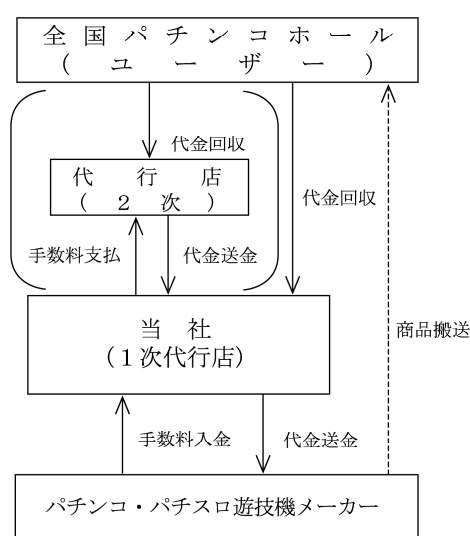 全国パチンコホール
(ユーザー)
代金回収
代行店
(2次)
代金回収
手数料支払
代金送金
当社
(1次代行店)
商品搬送
手数料入金
代金送金
パチンコ・パチスロ遊技機メーカー